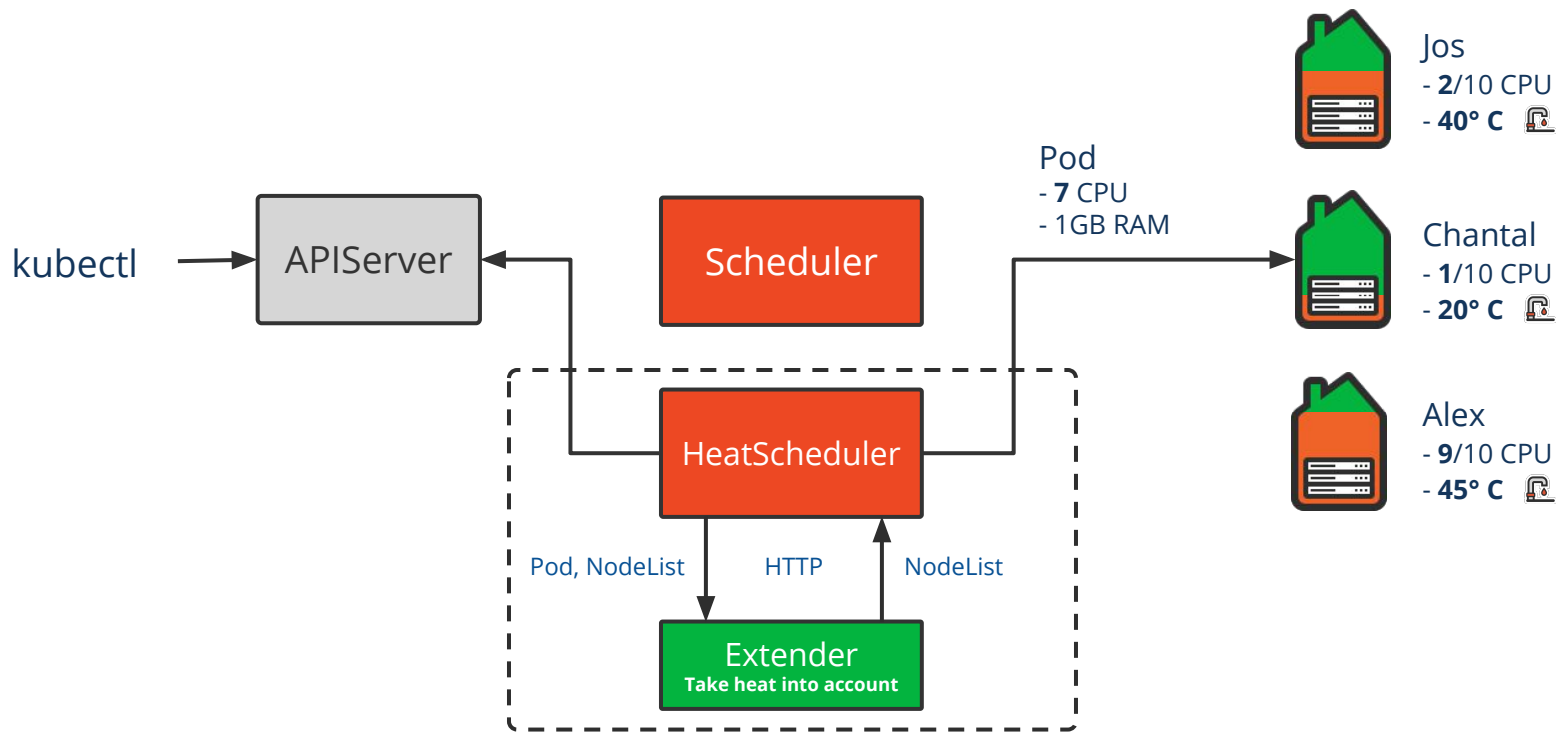 kubectl
APIServer
Scheduler
HeatScheduler
Pod, NodeList
HTTP
NodeList
Extender
Take heat into account
Pod
- 7 CPU
- 1GB RAM
Jos
- 2/10 CPU
- 40° C
Chantal
- 1/10 CPU
- 20° C
Alex
- 9/10 CPU
- 45° C